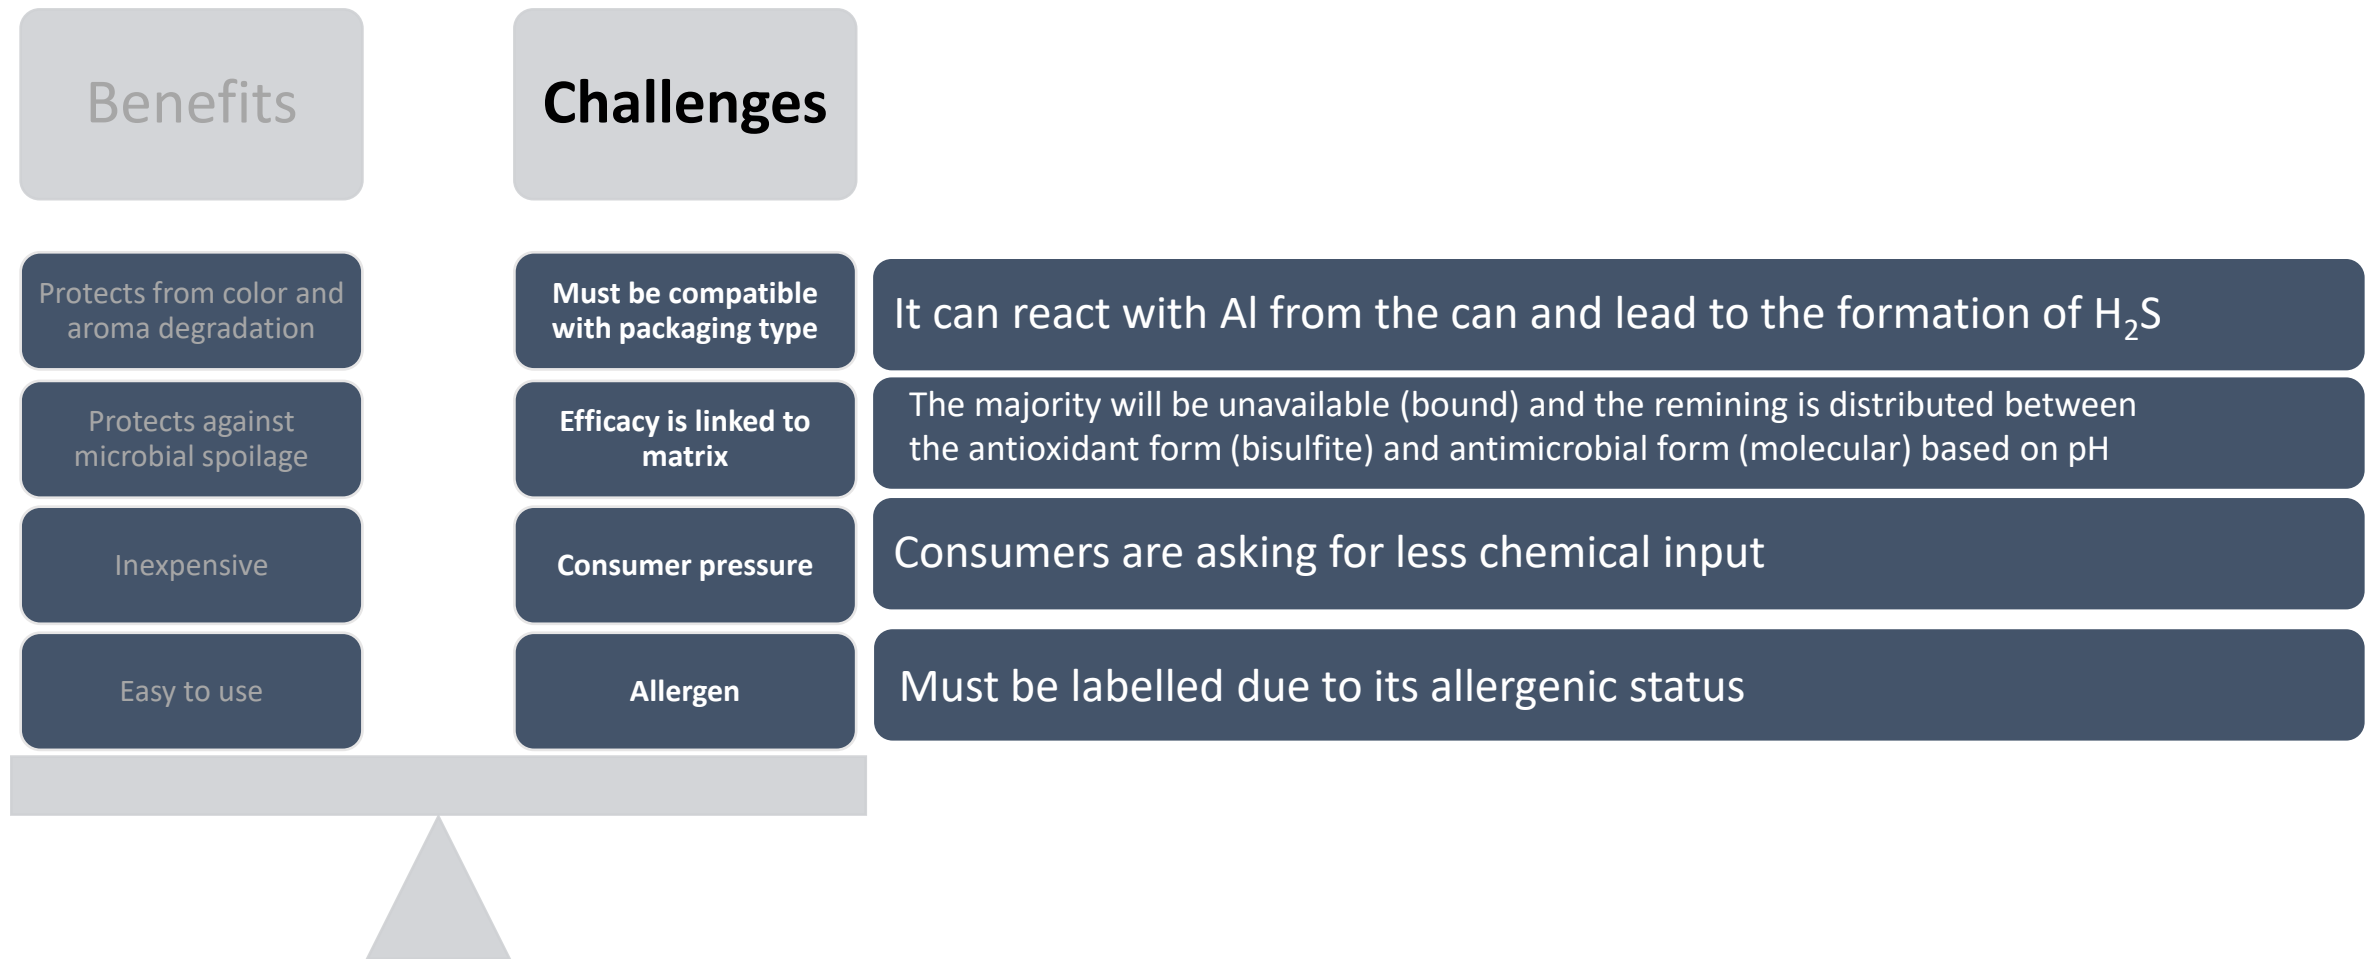 Benefits
Challenges
Protects from color and
aroma degradation
Must be compatible
with packaging type
It can react with Al from the can and lead to the formation of H₂S
Protects against
microbial spoilage
Efficacy is linked to
matrix
The majority will be unavailable (bound) and the remining is distributed between
the antioxidant form (bisulfite) and antimicrobial form (molecular) based on pH
Inexpensive
Consumer pressure
Consumers are asking for less chemical input
Easy to use
Allergen
Must be labelled due to its allergenic status